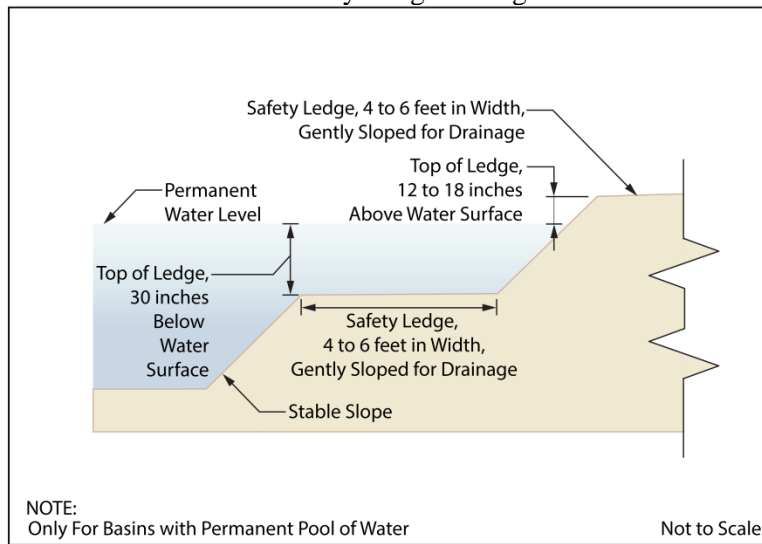 Safety Ledge, 4 to 6 feet in Width,
Gently Sloped for Drainage
Top of Ledge,
12 to 18 inches
Above Water Surface
Permanent
Water Level
Top of Ledge,
30 inches
Below
Water
Surface
Safety Ledge,
4 to 6 feet in Width,
Gently Sloped for Drainage
Stable Slope
NOTE:
Only For Basins with Permanent Pool of Water
Not to Scale